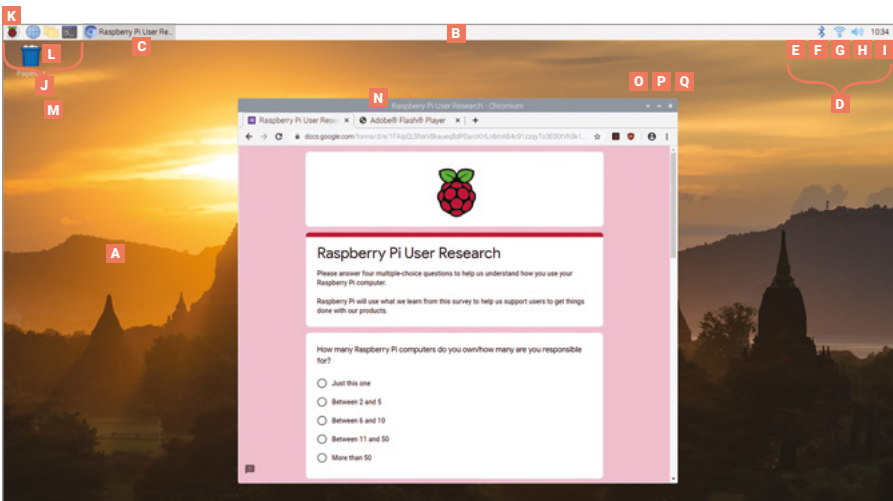 K
Raspberry Pi User Re..
B
10:34
C
L
E F G H I
J
D
M
N
O P Q
Raspberry Pi User Research - Chromium
Raspberry Pi User Rese
Adobe® Flash® Player
Raspberry Pi User Research
Please answer four multiple-choice questions to help us understand how you use your
Raspberry Pi computer.
Raspberry Pi will use what we learn from this survey to help us support users to get things
done with our products.
A
How many Raspberry Pi computers do you own/how many are you responsible
for?
Just this one
Between 2 and 5
Between 6 and 10
Between 11 and 50
More than 50